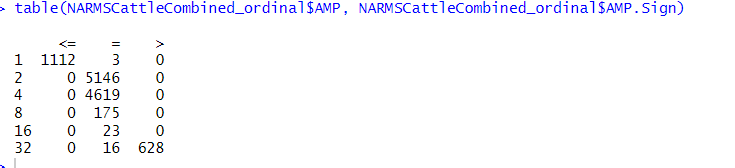 > table(NARMSCattleCombined_ordinal$AMP, NARMSCattleCombined_ordinal$AMP.Sign)
<= = >
1 1112 3 0
2 0 5146 0
4 0 4619 0
8 0 175 0
16 0 23 0
32 0 16 628
>